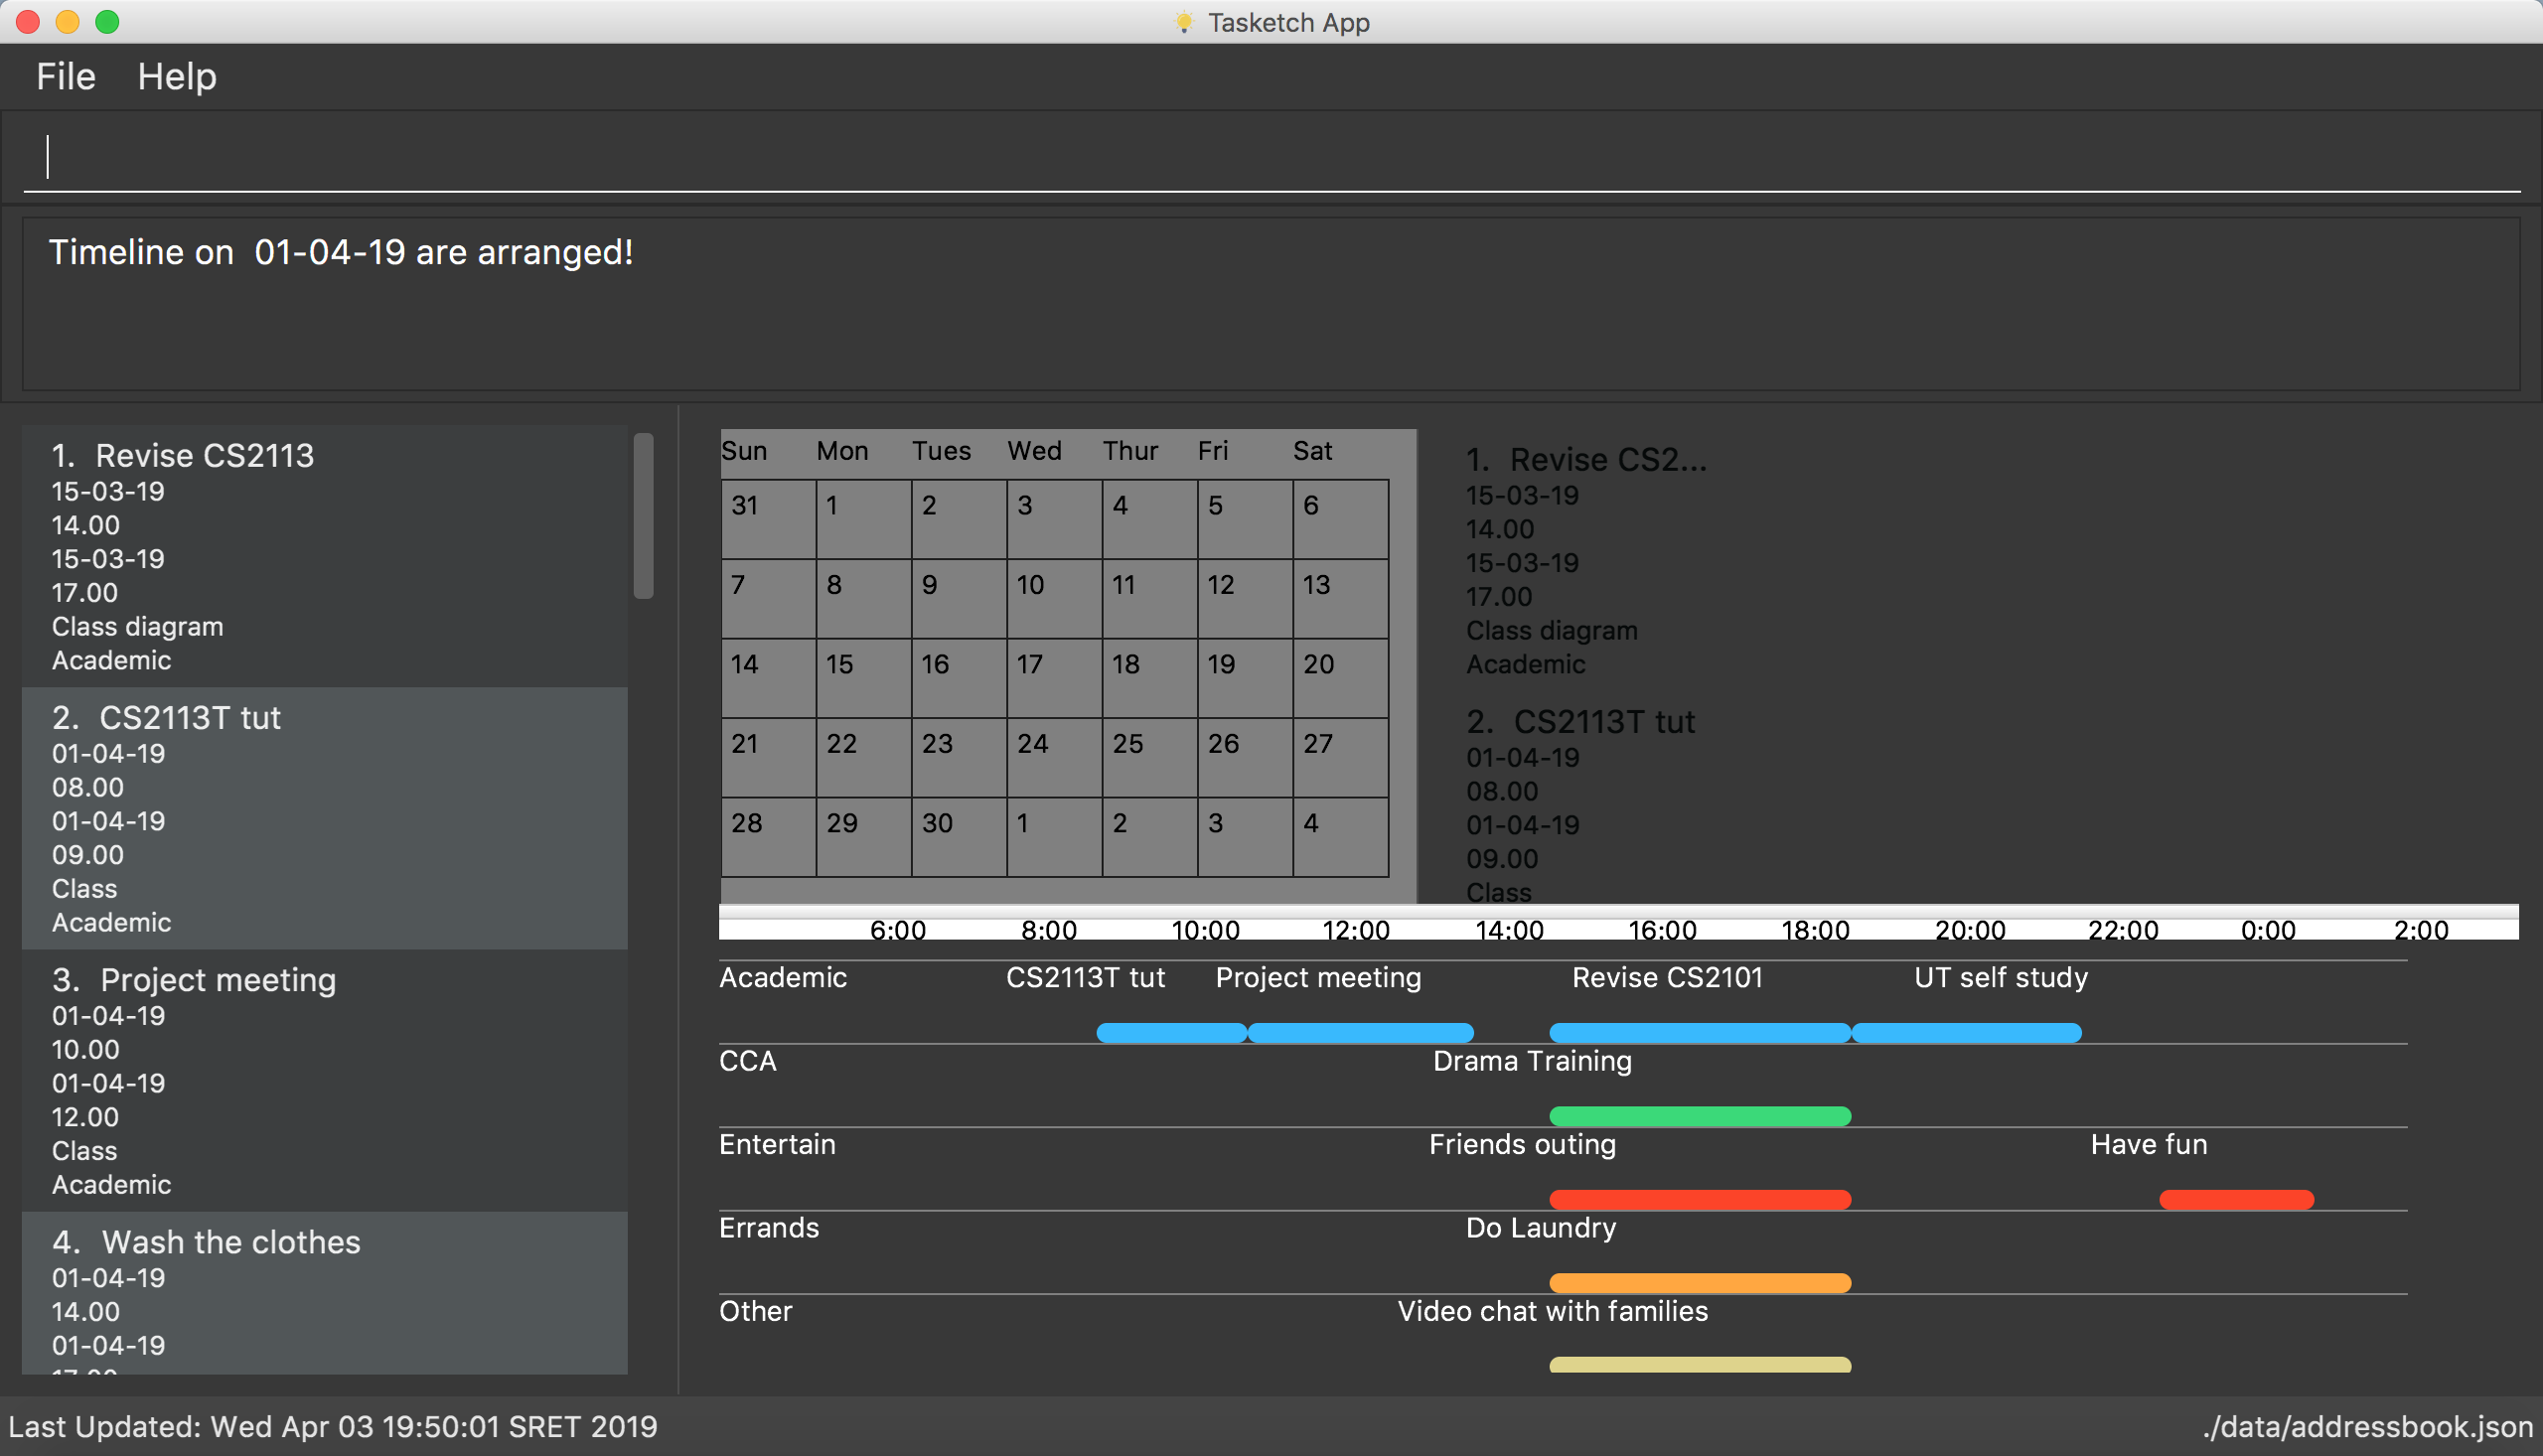 Tasketch App
File Help
Timeline on 01-04-19 are arranged!
1. Revise CS2113
15-03-19
14.00
15-03-19
17.00
Class diagram
Academic
2. CS2113T tut
01-04-19
08.00
01-04-19
09.00
Class
Academic
3. Project meeting
01-04-19
10.00
01-04-19
12.00
Class
Academic
4. Wash the clothes
01-04-19
14.00
01-04-19
17.00
Sun Mon Tues Wed Thur Fri Sat
31 1 2 3 4 5 6
7 8 9 10 11 12 13
14 15 16 17 18 19 20
21 22 23 24 25 26 27
28 29 30 1 2 3 4
1. Revise CS2...
15-03-19
14.00
15-03-19
17.00
Class diagram
Academic
2. CS2113T tut
01-04-19
08.00
01-04-19
09.00
Class
6:00 8:00 10:00 12:00 14:00 16:00 18:00 20:00 22:00 0:00 2:00
Academic CS2113T tut Project meeting Revise CS2101 UT self study
CCA Drama Training
Entertain Friends outing Have fun
Errands Do Laundry
Other Video chat with families
Last Updated: Wed Apr 03 19:50:01 SRET 2019
./data/addressbook.json